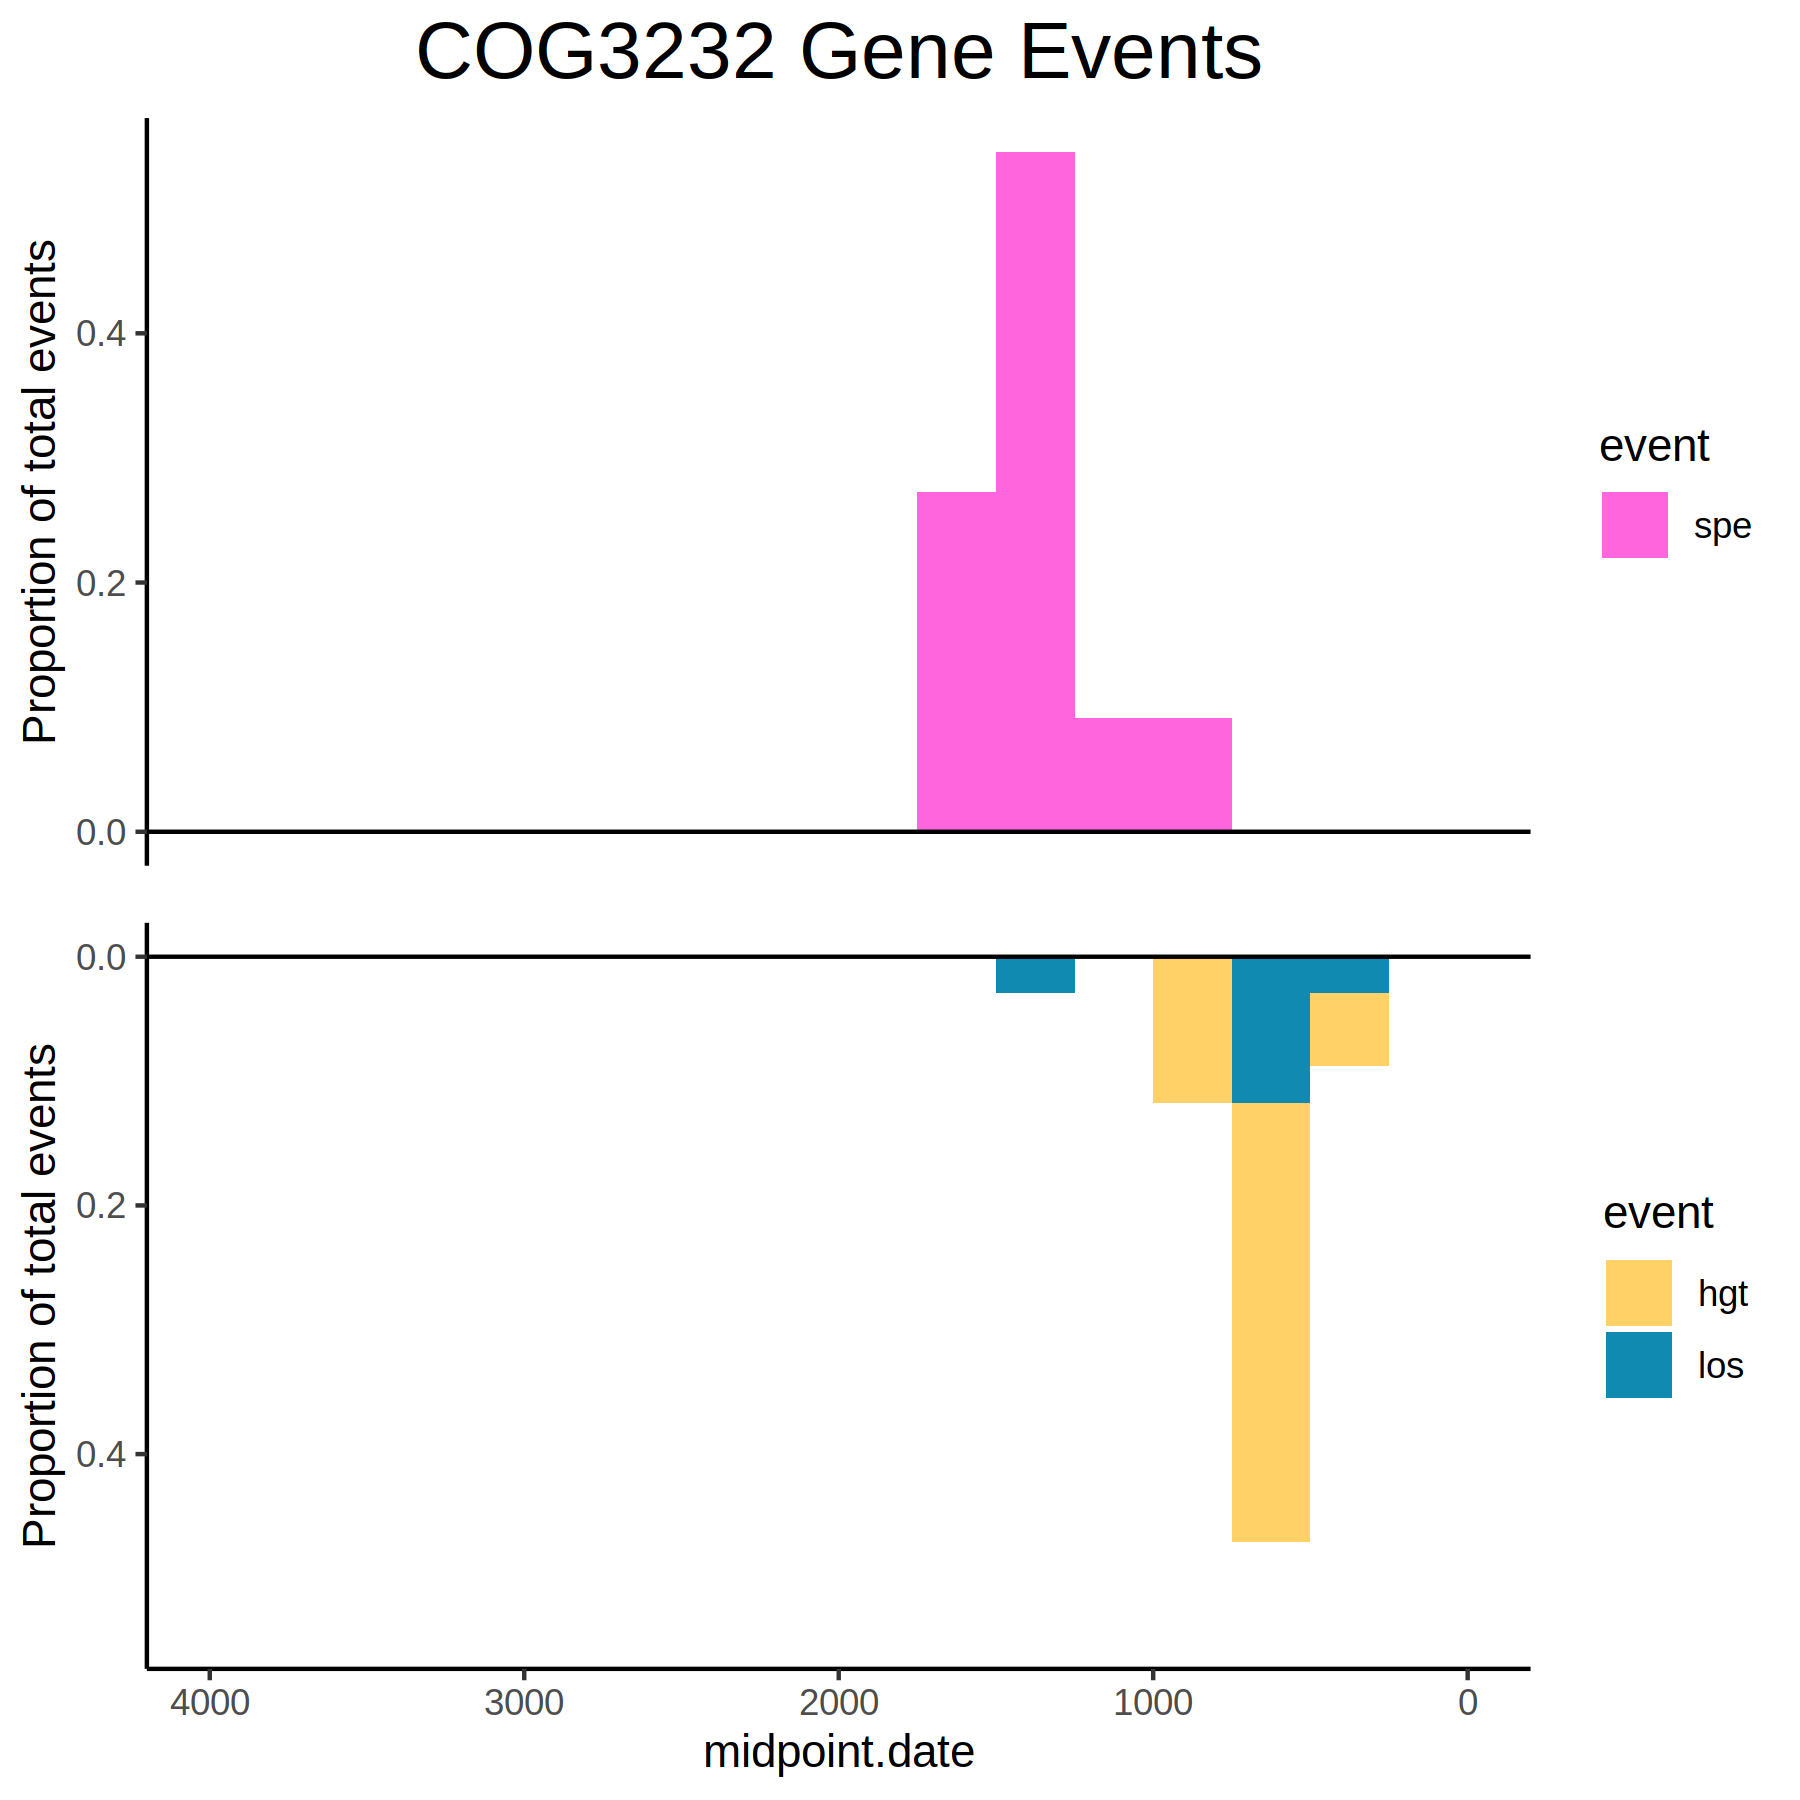 COG3232 Gene Events
Proportion of total events
0.4
0.2
0.0
event
spe
Proportion of total events
0.0
0.2
0.4
event
hgt
los
4000 3000 2000 1000 0
midpoint.date